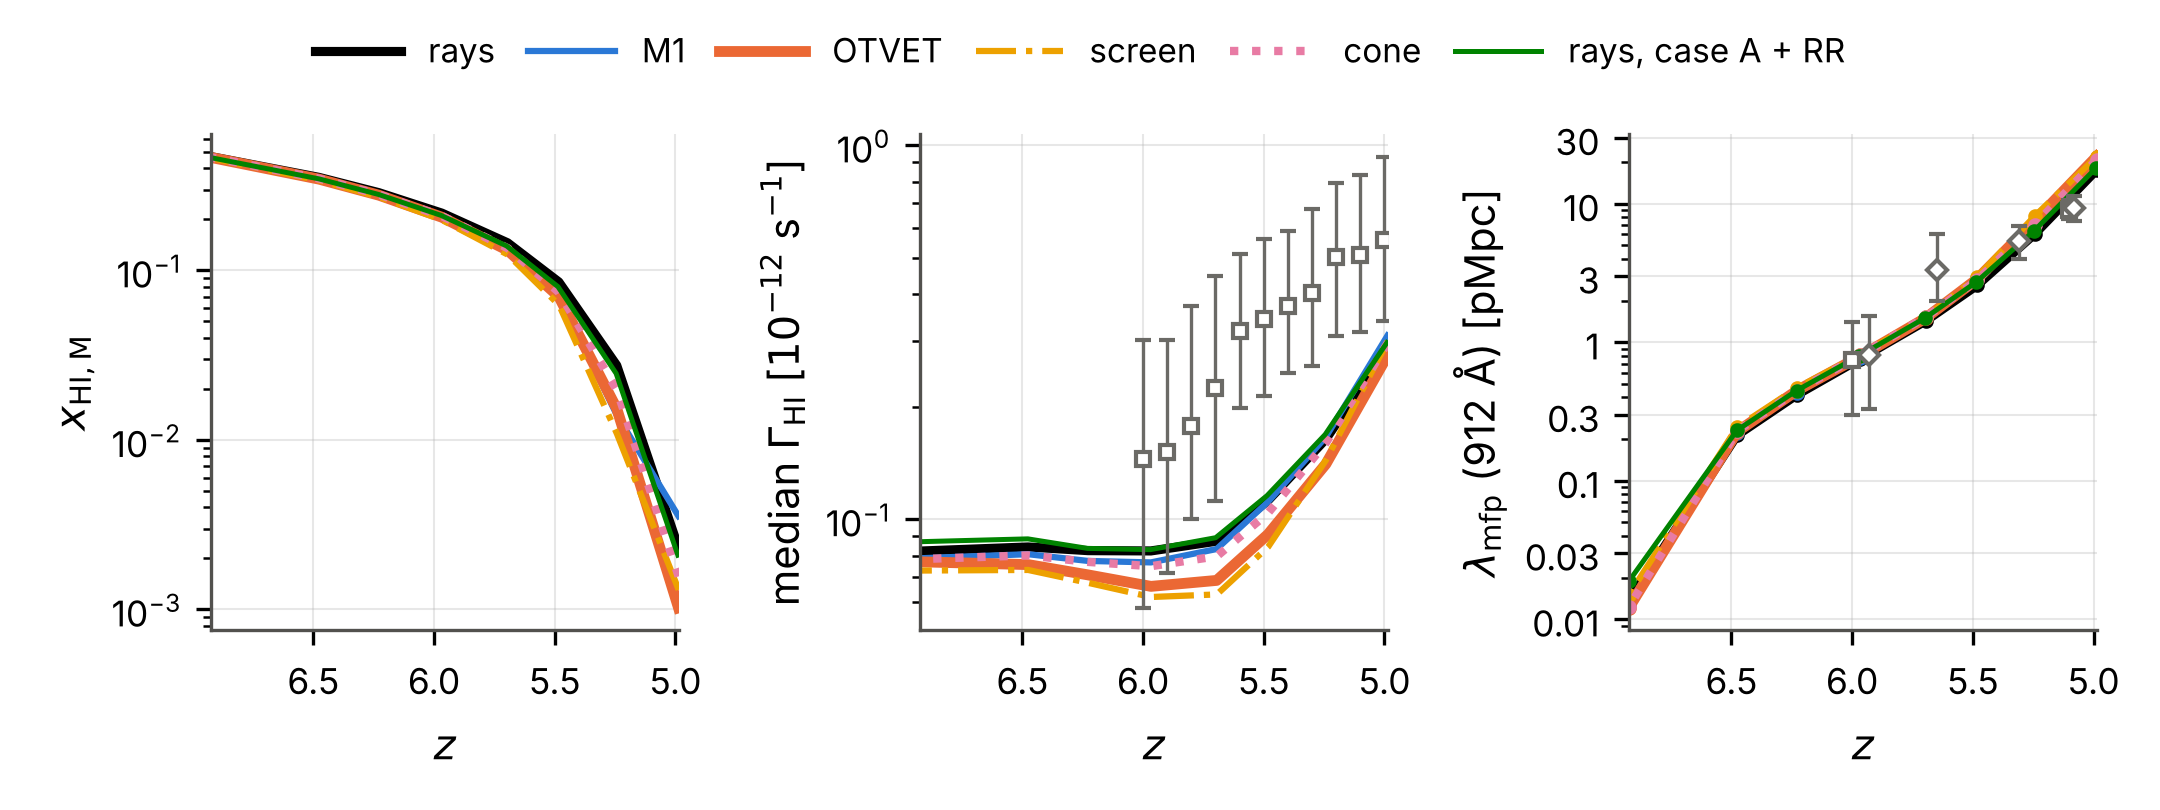 rays M1 OTVET screen cone rays, case A + RR
x_HI, M
10⁻¹
10⁻²
10⁻³
6.5 6.0 5.5 5.0
z
median Γ_HI [10⁻¹² s⁻¹]
10⁰
10⁻¹
6.5 6.0 5.5 5.0
z
λ_mfp (912 Å) [pMpc]
30
10
3
1
0.3
0.1
0.03
0.01
6.5 6.0 5.5 5.0
z